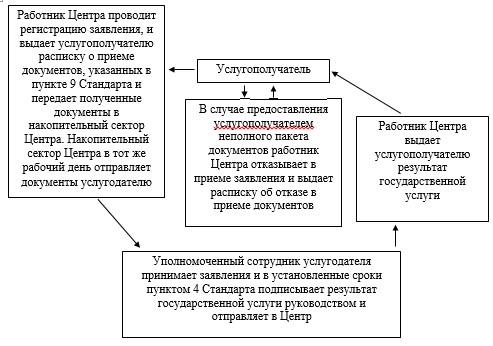 Работник Центра проводит
регистрацию заявления, и
выдает услугополучателю
расписку о приеме
документов, указанных в
пункте 9 Стандарта и
передает полученные
документы в
накопительный сектор
Центра. Накопительный
сектор Центра в тот же
рабочий день отправляет
документы услугодателю
Услугополучатель
В случае предоставления
услугополучателем
неполного пакета
документов работник
Центра отказывает в
приеме заявления и выдает
расписку об отказе в
приеме документов
Работник Центра
выдает
услугополучателю
результат
государственной
услуги
Уполномоченный сотрудник услугодателя
принимает заявления и в установленные сроки
пунктом 4 Стандарта подписывает результат
государственной услуги руководством и
отправляет в Центр